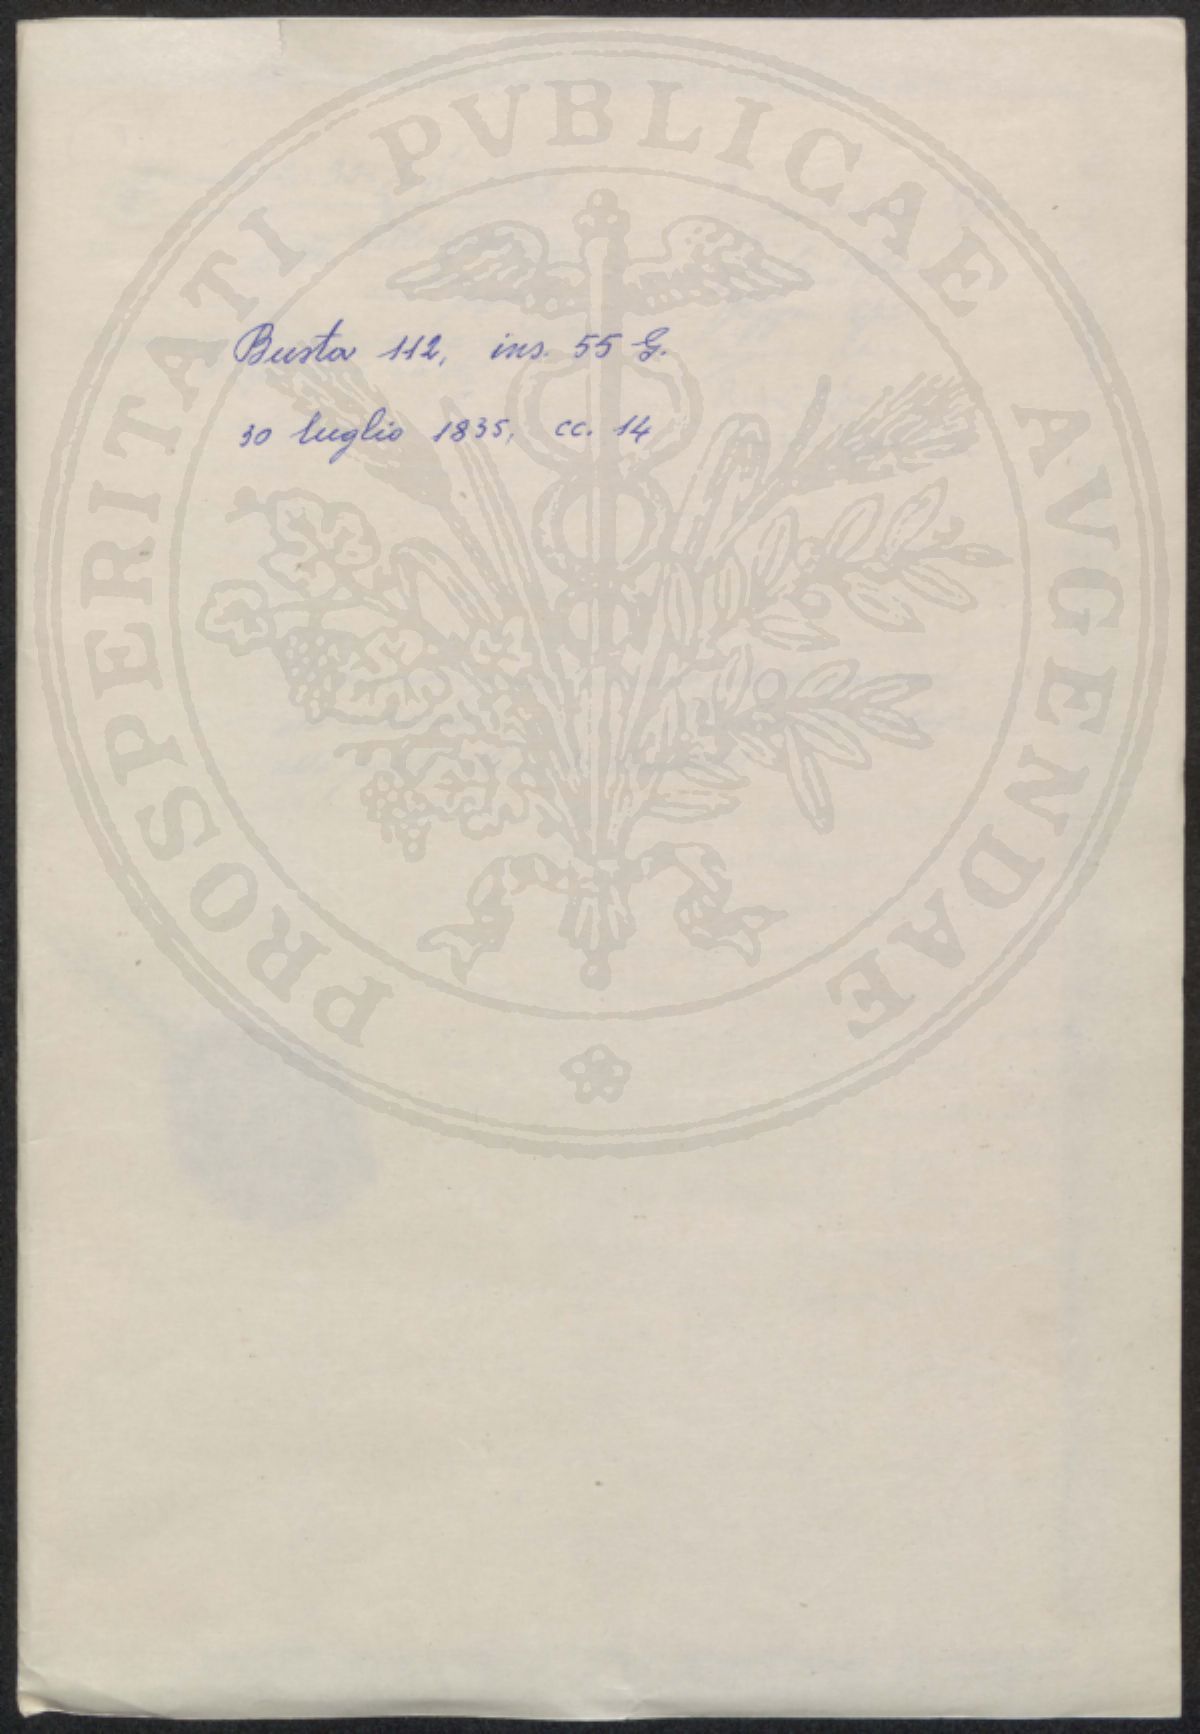 PROSPERITATI PVBLICAE AVGENDAE
Busta 112, ins. 55 G.
30 luglio 1835, cc. 14